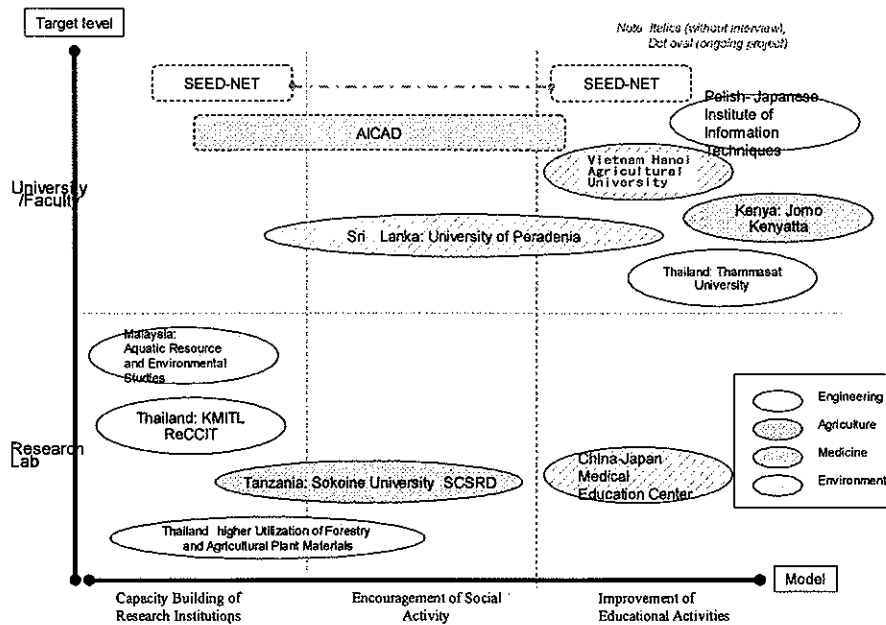 Target level
Note: Italics (without interview),
Dot oval (ongoing project)
SEED-NET
SEED-NET
Polish-Japanese
Institute of
Information
Techniques
AICAD
Vietnam Hanoi
Agricultural
University
University
/Faculty
Kenya: Jomo
Kenyatta
Sri Lanka: University of Peradenia
Thailand: Thammasat
University
Malaysia:
Aquatic Resource
and Environmental
Studies
Thailand: KMITL
ReCCIT
Research
Lab
China-Japan
Medical
Education Center
Tanzania: Sokoine University SCSRD
Thailand higher Utilization of Forestry
and Agricultural Plant Materials
Engineering
Agriculture
Medicine
Environment
Model
Capacity Building of
Research Institutions
Encouragement of Social
Activity
Improvement of
Educational Activities